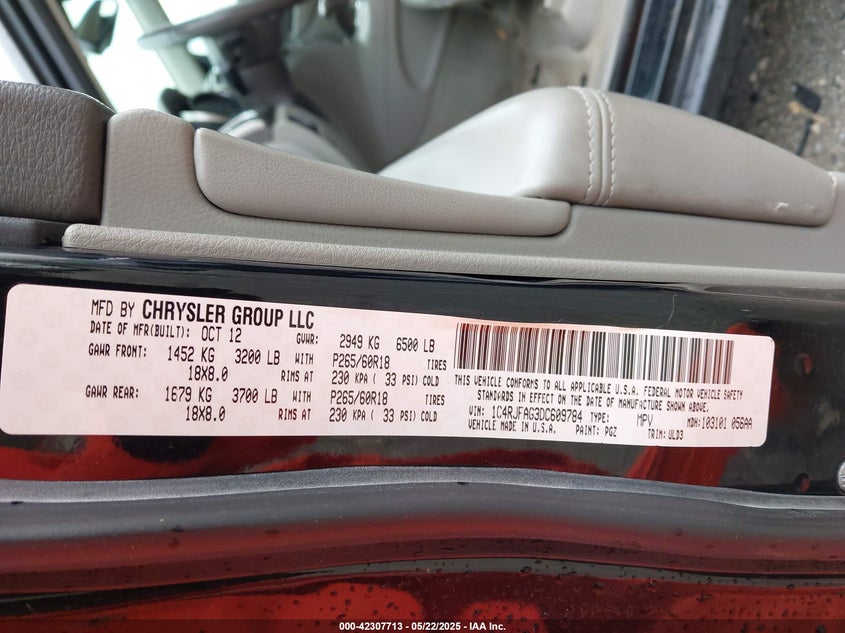 MFD BY CHRYSLER GROUP LLC
DATE OF MFR(BUILT): OCT 12 GVWR: 2949 KG 6500 LB
GAWR FRONT: 1452 KG 3200 LB WITH P265/60R18 TIRES
18X8.0 RIMS AT 230 KPA ( 33 PSI) COLD
GAWR REAR: 1679 KG 3700 LB WITH P265/60R18 TIRES
18X8.0 RIMS AT 230 KPA ( 33 PSI) COLD
THIS VEHICLE CONFORMS TO ALL APPLICABLE U.S.A. FEDERAL MOTOR VEHICLE SAFETY
STANDARDS IN EFFECT ON THE DATE OF MANUFACTURE SHOWN ABOVE.
VIN: 1C4RJFAG3DC609784 TYPE: MPV MDH: 103101 056AA
VEHICLE MADE IN U.S.A. PAINT: PGZ TRIM: ULD3
000-42307713 - 05/22/2025 - IAA Inc.